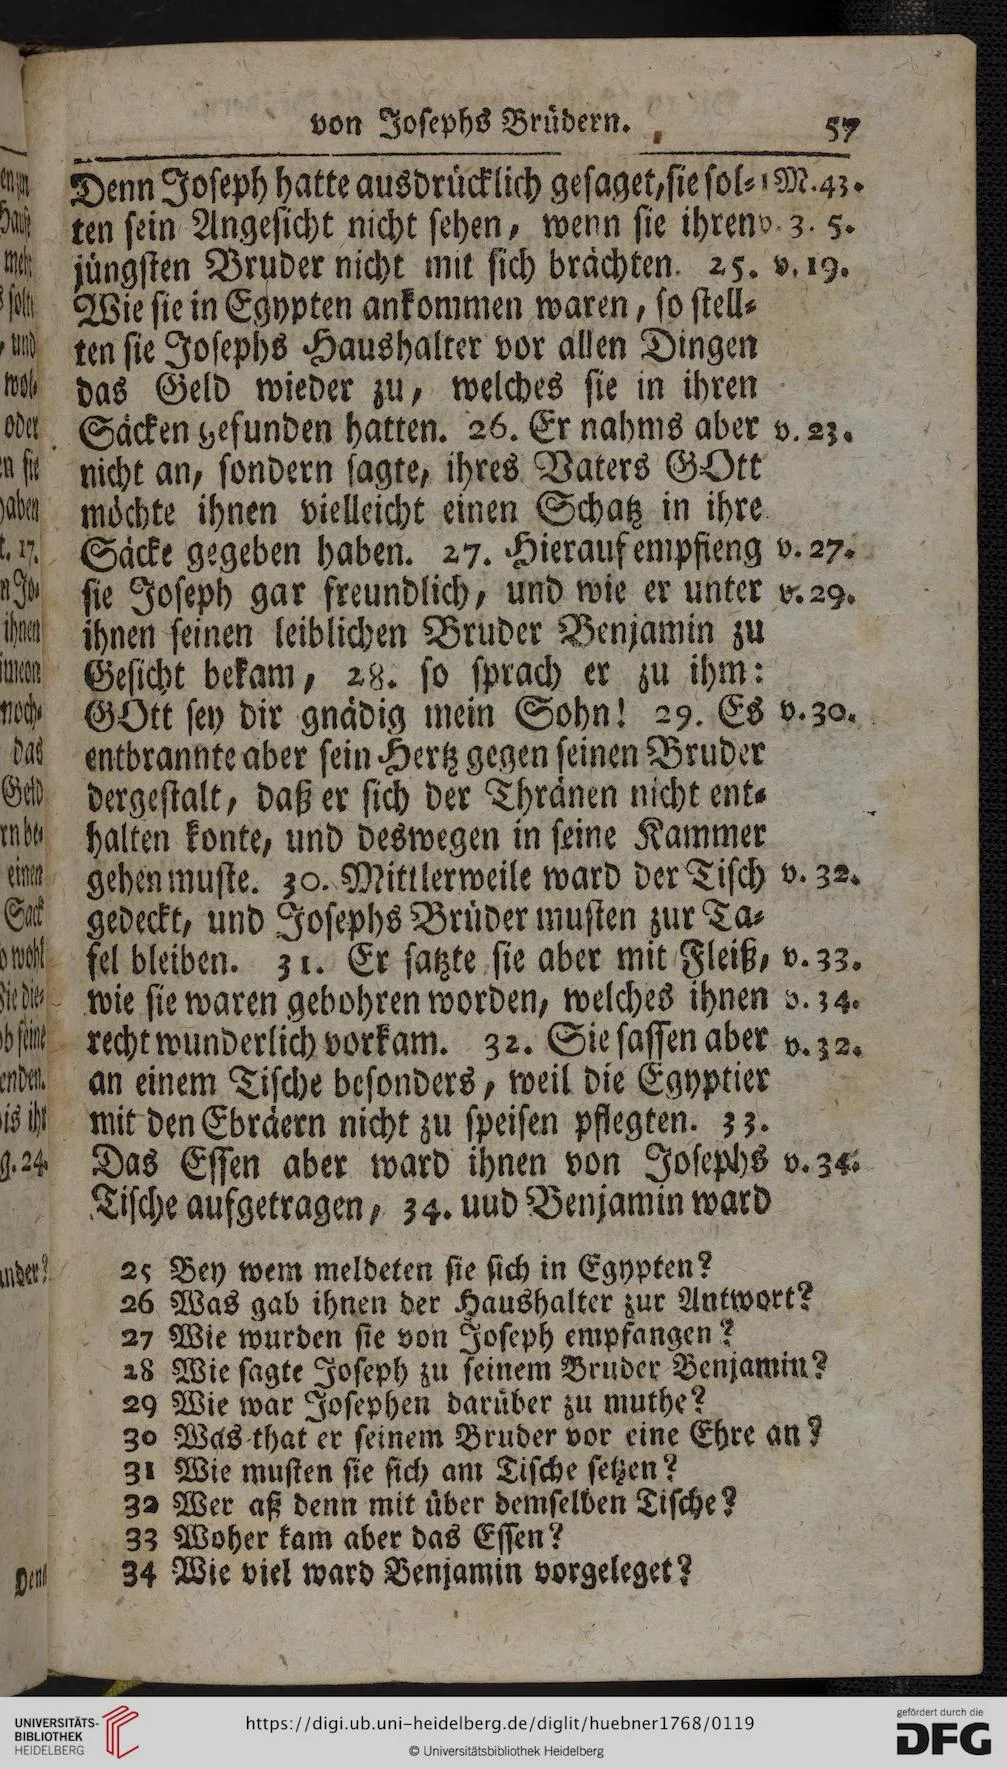 von Josephs Brüdern. 57
Denn Joseph hatte ausdrücklich gesaget, sie sol- 1 M. 43.
ten sein Angesicht nicht sehen, wenn sie ihren v. 3. 5.
jüngsten Bruder nicht mit sich brächten. 25. v. 19.
Wie sie in Egypten ankommen waren, so stell-
ten sie Josephs Haushalter vor allen Dingen
das Geld wieder zu, welches sie in ihren
Säcken gefunden hatten. 26. Er nahms aber v. 23.
nicht an, sondern sagte, ihres Vaters GOtt
möchte ihnen vielleicht einen Schatz in ihre
Säcke gegeben haben. 27. Hierauf empfieng v. 27.
sie Joseph gar freundlich, und wie er unter v. 29.
ihnen seinen leiblichen Bruder Benjamin zu
Gesicht bekam, 28. so sprach er zu ihm:
GOtt sey dir gnädig mein Sohn! 29. Es v. 30.
entbrannte aber sein Hertz gegen seinen Bruder
dergestalt, daß er sich der Thränen nicht ent-
halten konte, und deswegen in seine Kammer
gehen muste. 30. Mittlerweile ward der Tisch v. 32.
gedeckt, und Josephs Brüder musten zur Ta-
fel bleiben. 31. Er satzte sie aber mit Fleiß, v. 33.
wie sie waren gebohren worden, welches ihnen v. 34.
recht wunderlich vorkam. 32. Sie sassen aber v. 32.
an einem Tische besonders, weil die Egyptier
mit den Ebräern nicht zu speisen pflegten. 33.
Das Essen aber ward ihnen von Josephs v. 34.
Tische aufgetragen, 34. uud Benjamin ward
25 Bey wem meldeten sie sich in Egypten?
26 Was gab ihnen der Haushalter zur Antwort?
27 Wie wurden sie von Joseph empfangen?
28 Wie sagte Joseph zu seinem Bruder Benjamin?
29 Wie war Josephen darüber zu muthe?
30 Was that er seinem Bruder vor eine Ehre an?
31 Wie musten sie sich am Tische setzen?
32 Wer aß denn mit über demselben Tische?
33 Woher kam aber das Essen?
34 Wie viel ward Benjamin vorgeleget?
UNIVERSITÄTS-
BIBLIOTHEK
HEIDELBERG
https://digi.ub.uni-heidelberg.de/diglit/huebner1768/0119
© Universitätsbibliothek Heidelberg
gefördert durch die
DFG